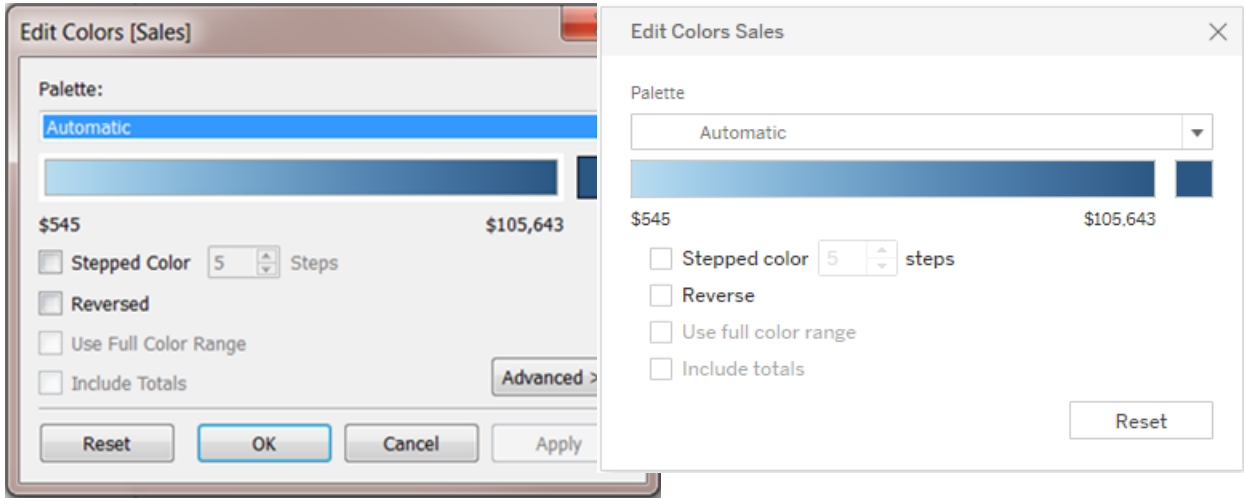 Edit Colors [Sales]
Palette:
Automatic
$545 $105,643
Stepped Color 5 Steps
Reversed
Use Full Color Range
Include Totals
Advanced >
Reset OK Cancel Apply
Edit Colors Sales
Palette
Automatic
$545 $105,643
Stepped color 5 steps
Reverse
Use full color range
Include totals
Reset